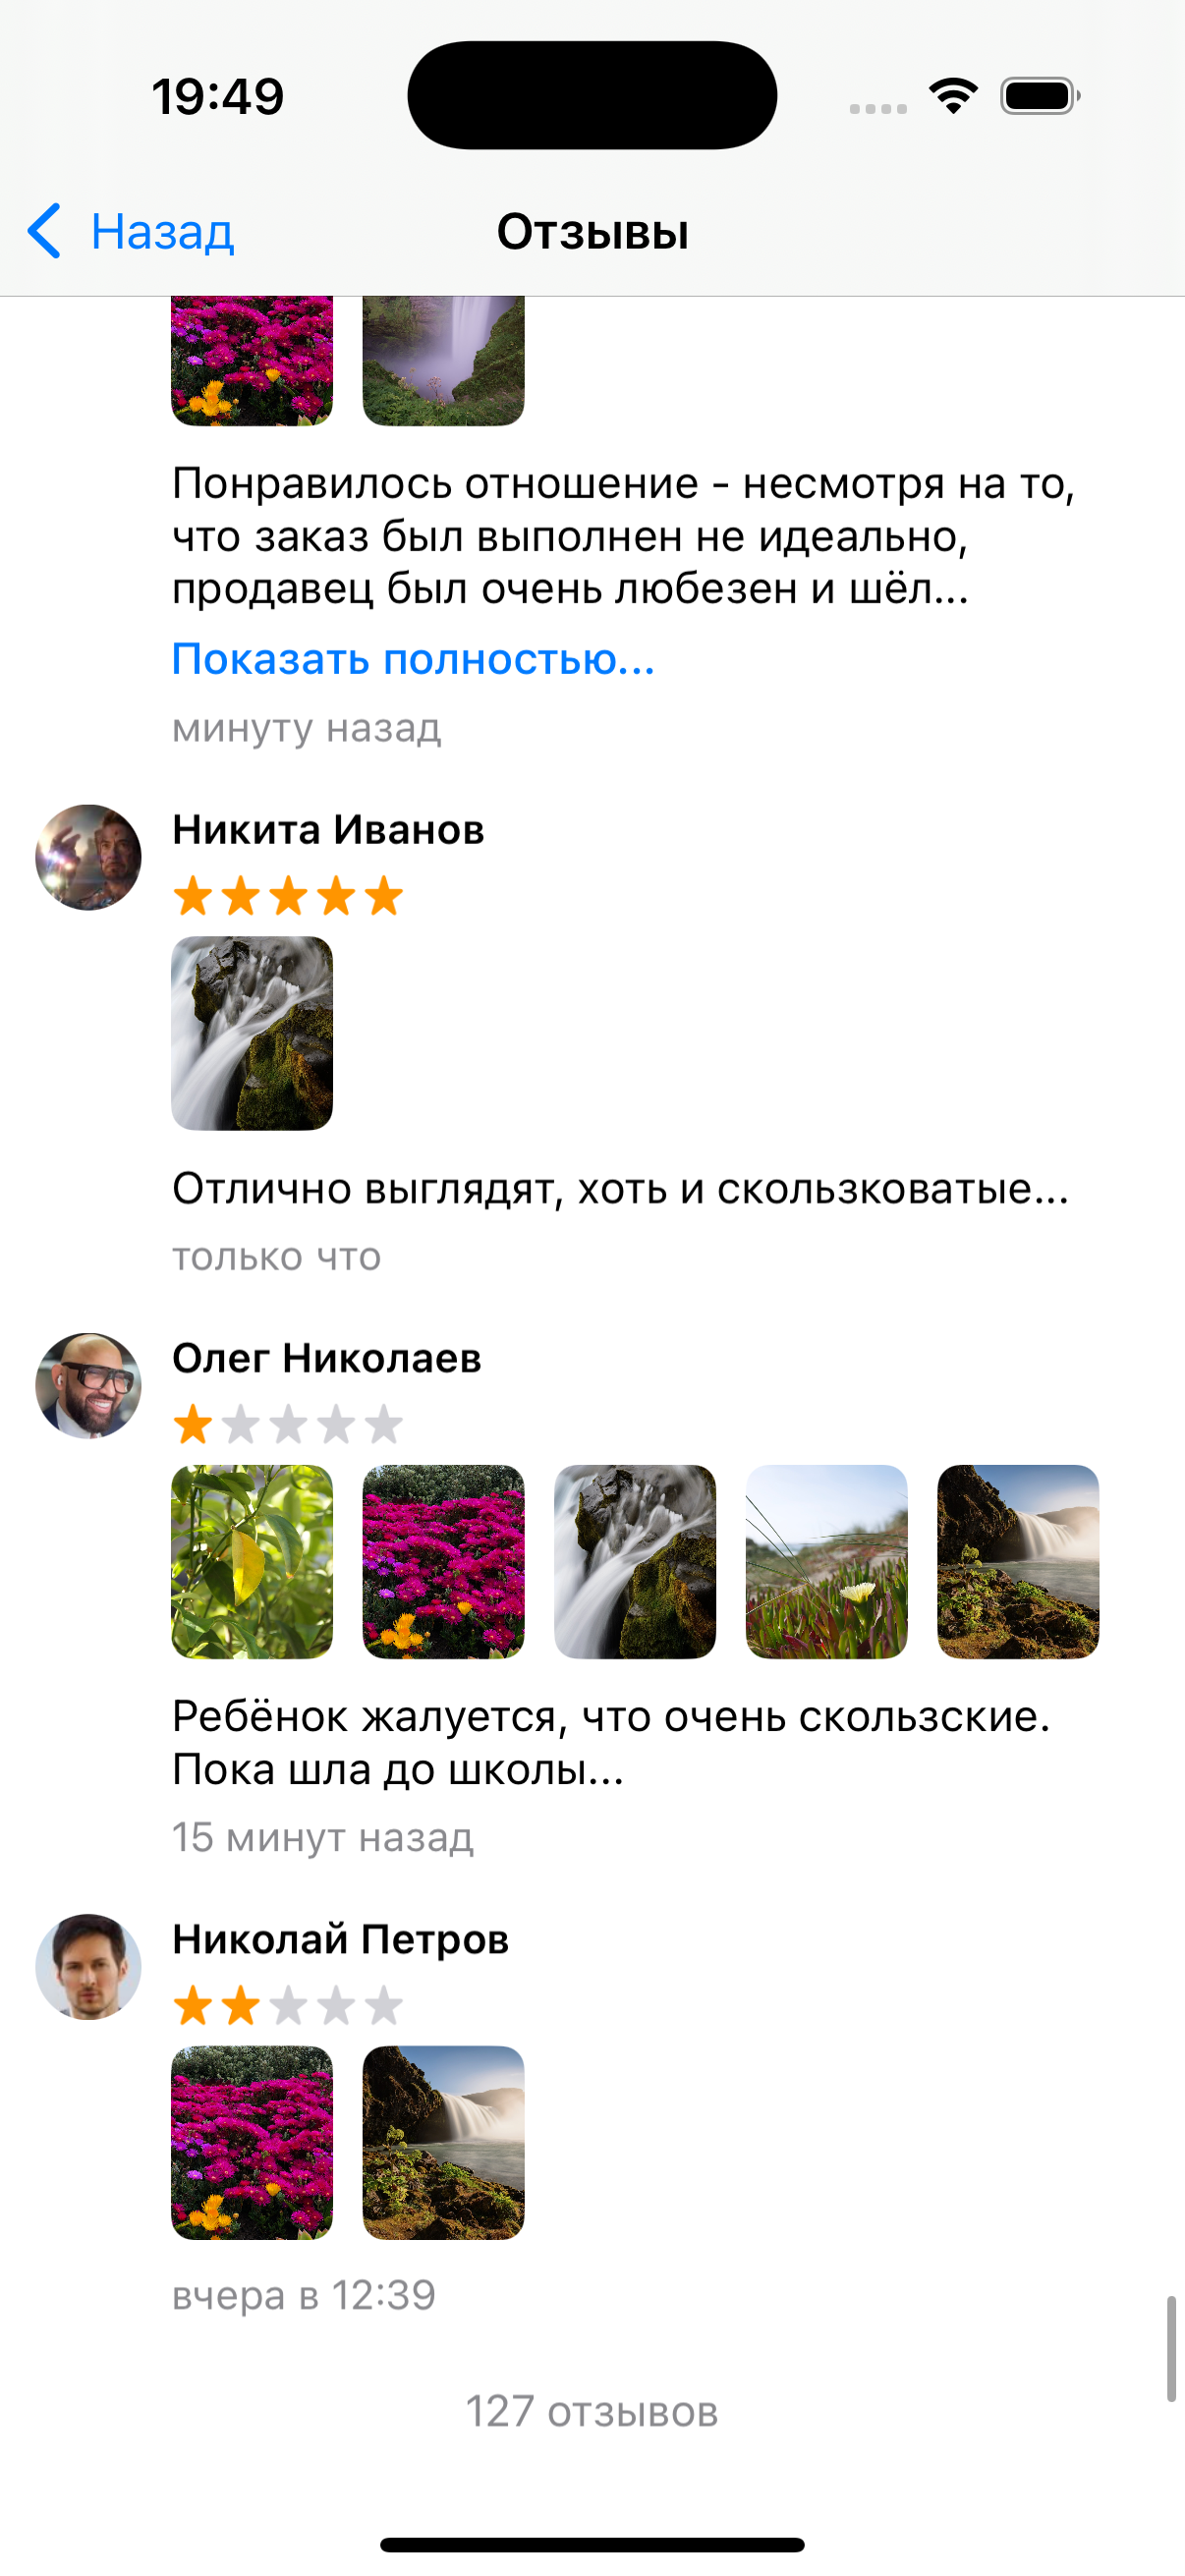 19:49
Назад
Отзывы
Понравилось отношение - несмотря на то,
что заказ был выполнен не идеально,
продавец был очень любезен и шёл...
Показать полностью...
минуту назад
Никита Иванов
Отлично выглядят, хоть и скользковатые...
только что
Олег Николаев
Ребёнок жалуется, что очень скользские.
Пока шла до школы...
15 минут назад
Николай Петров
вчера в 12:39
127 отзывов